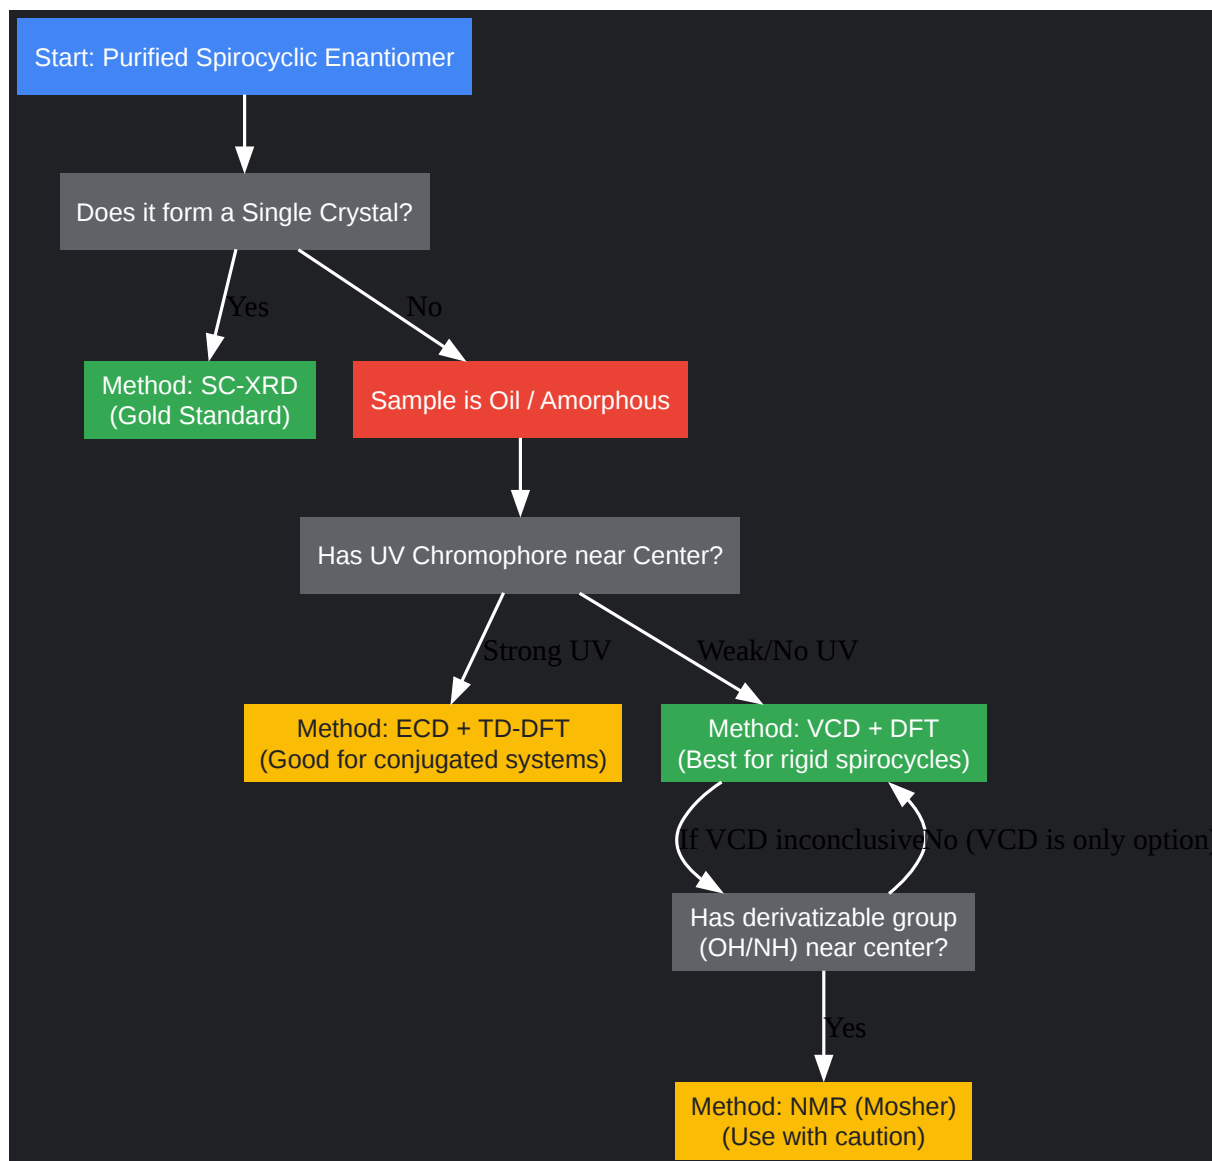 Start: Purified Spirocyclic Enantiomer
Does it form a Single Crystal?
Yes
No
Method: SC-XRD
(Gold Standard)
Sample is Oil / Amorphous
Has UV Chromophore near Center?
Strong UV
Weak/No UV
Method: ECD + TD-DFT
(Good for conjugated systems)
Method: VCD + DFT
(Best for rigid spirocycles)
If VCD inconclusive
No (VCD is only option)
Has derivatizable group
(OH/NH) near center?
Yes
Method: NMR (Mosher)
(Use with caution)